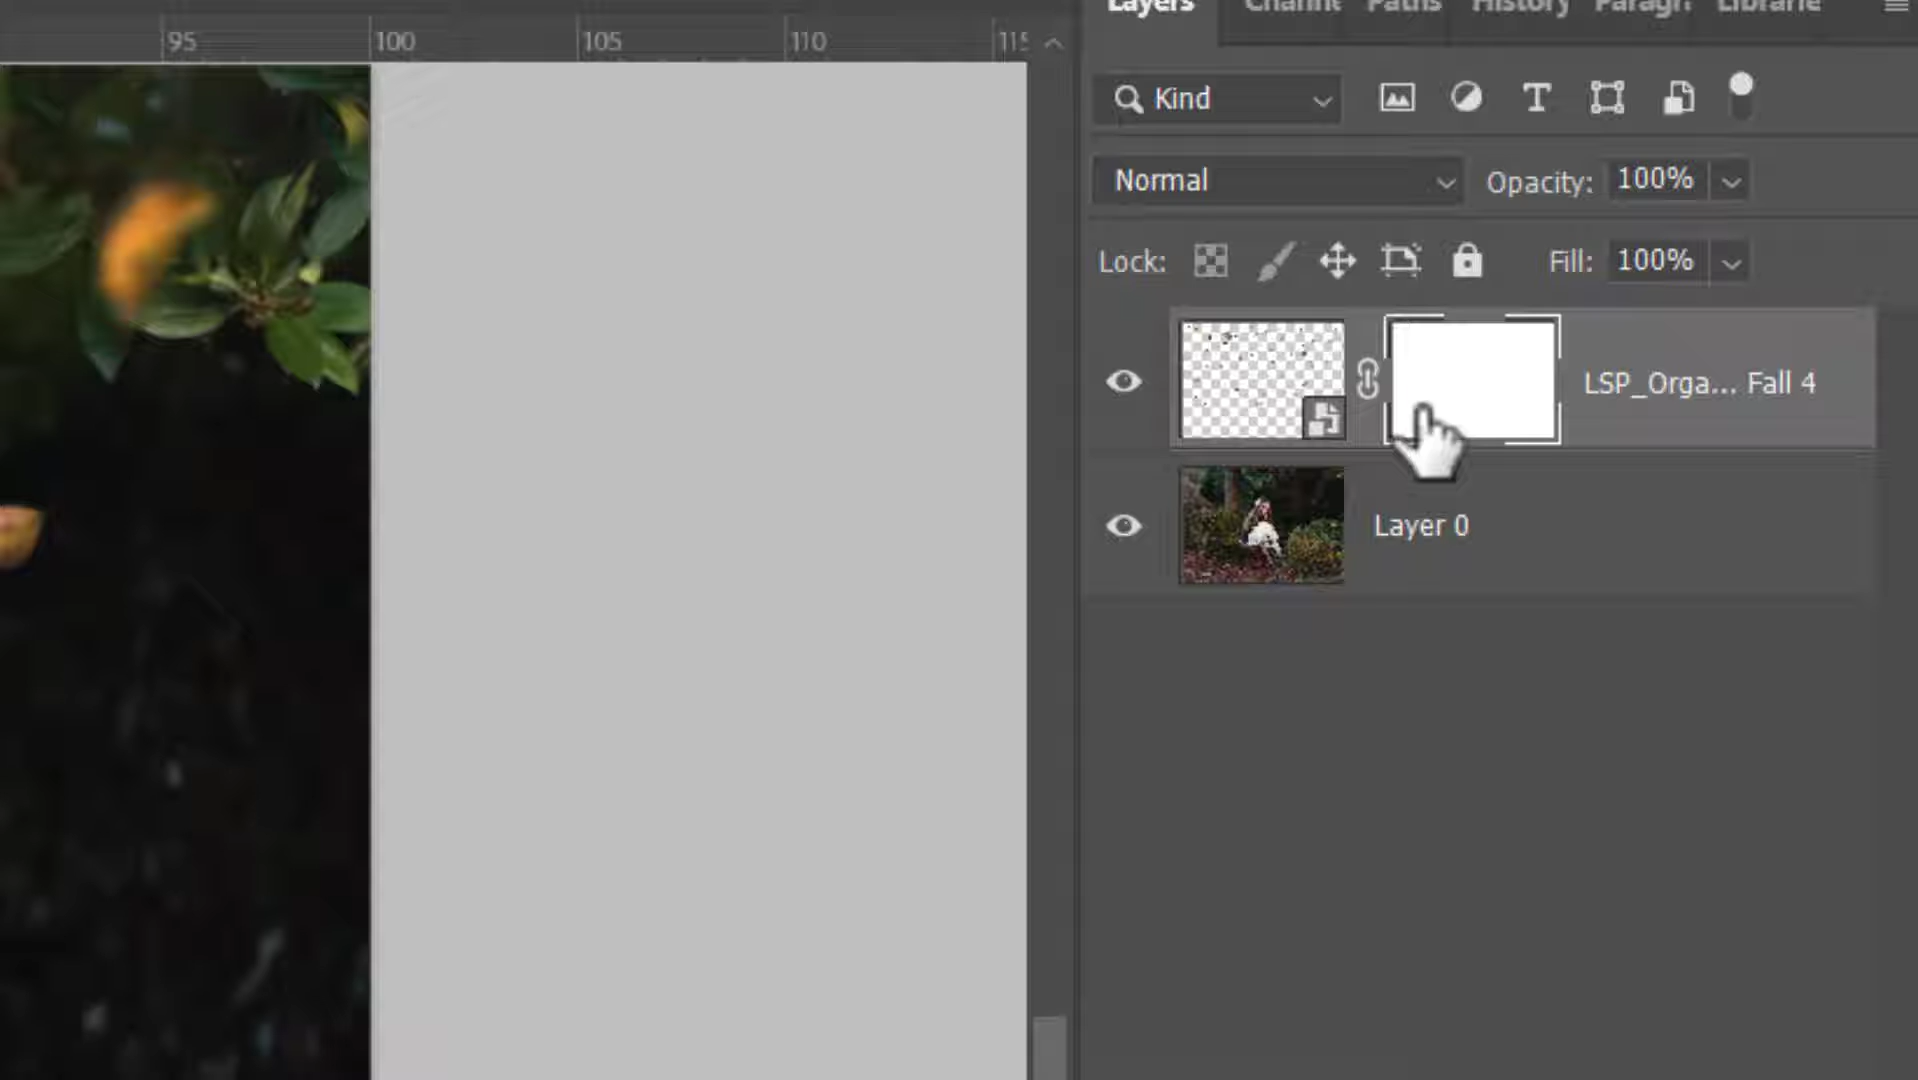 Layers Channe Paths History Paragr Librarie
95 100 105 110 115
Kind
Normal Opacity: 100%
Lock: Fill: 100%
LSP_Orga... Fall 4
Layer 0